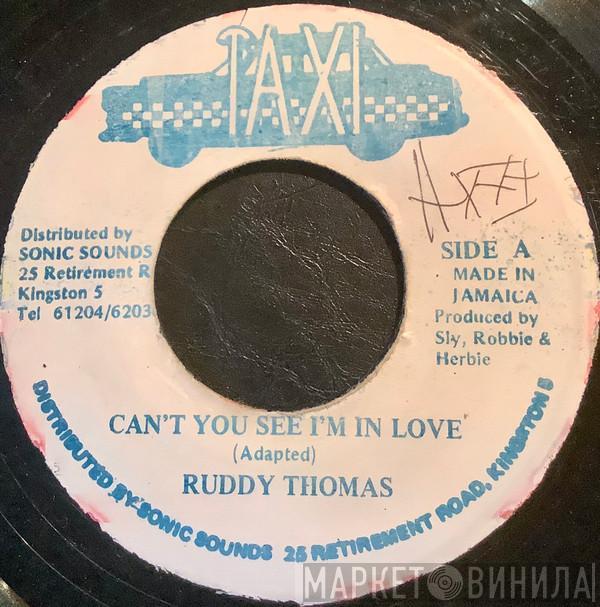 TAXI
Distributed by
SONIC SOUNDS
25 Retirement R
Kingston 5
Tel 61204/6203
SIDE A
MADE IN
JAMAICA
Produced by
Sly, Robbie &
Herbie
CAN'T YOU SEE I'M IN LOVE
(Adapted)
RUDDY THOMAS
DISTRIBUTED BY-SONIC SOUNDS 25 RETIREMENT ROAD, KINGSTON 5
МАРКЕТ ВИНИЛА